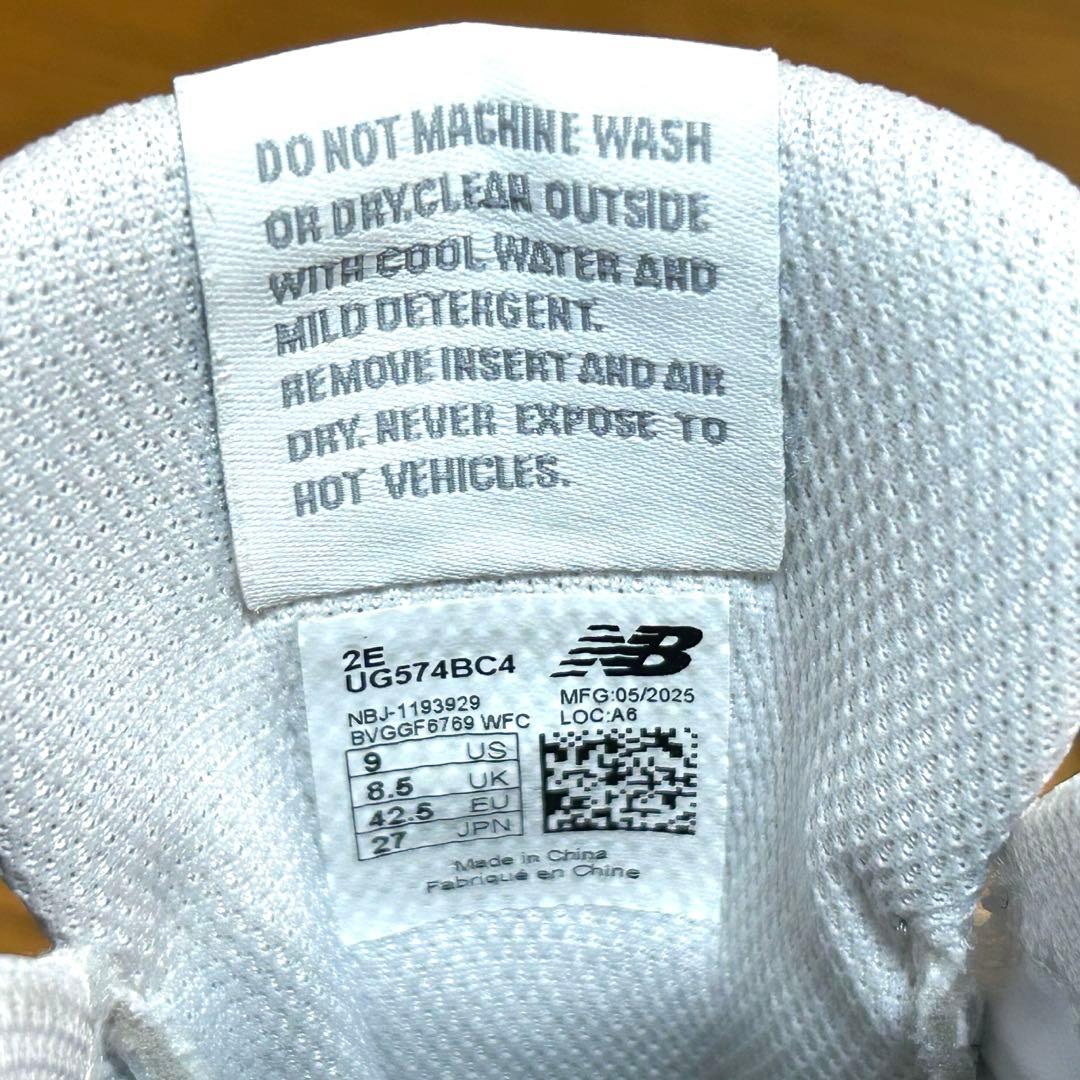 DO NOT MACHINE WASH
OR DRY.CLEAR OUTSIDE
WITH COOL WATER AND
MILD DETERGENT.
REMOVE INSERT AND AIR
DRY. NEVER EXPOSE TO
HOT VEHICLES.
2E
UG574BC4
NB
NBJ-1193929
BVGGF6769 WFC
MFG:05/2025
LOC:A6
9 US
8.5 UK
42.5 EU
27 JPN
Made in China
Fabriqué en Chine